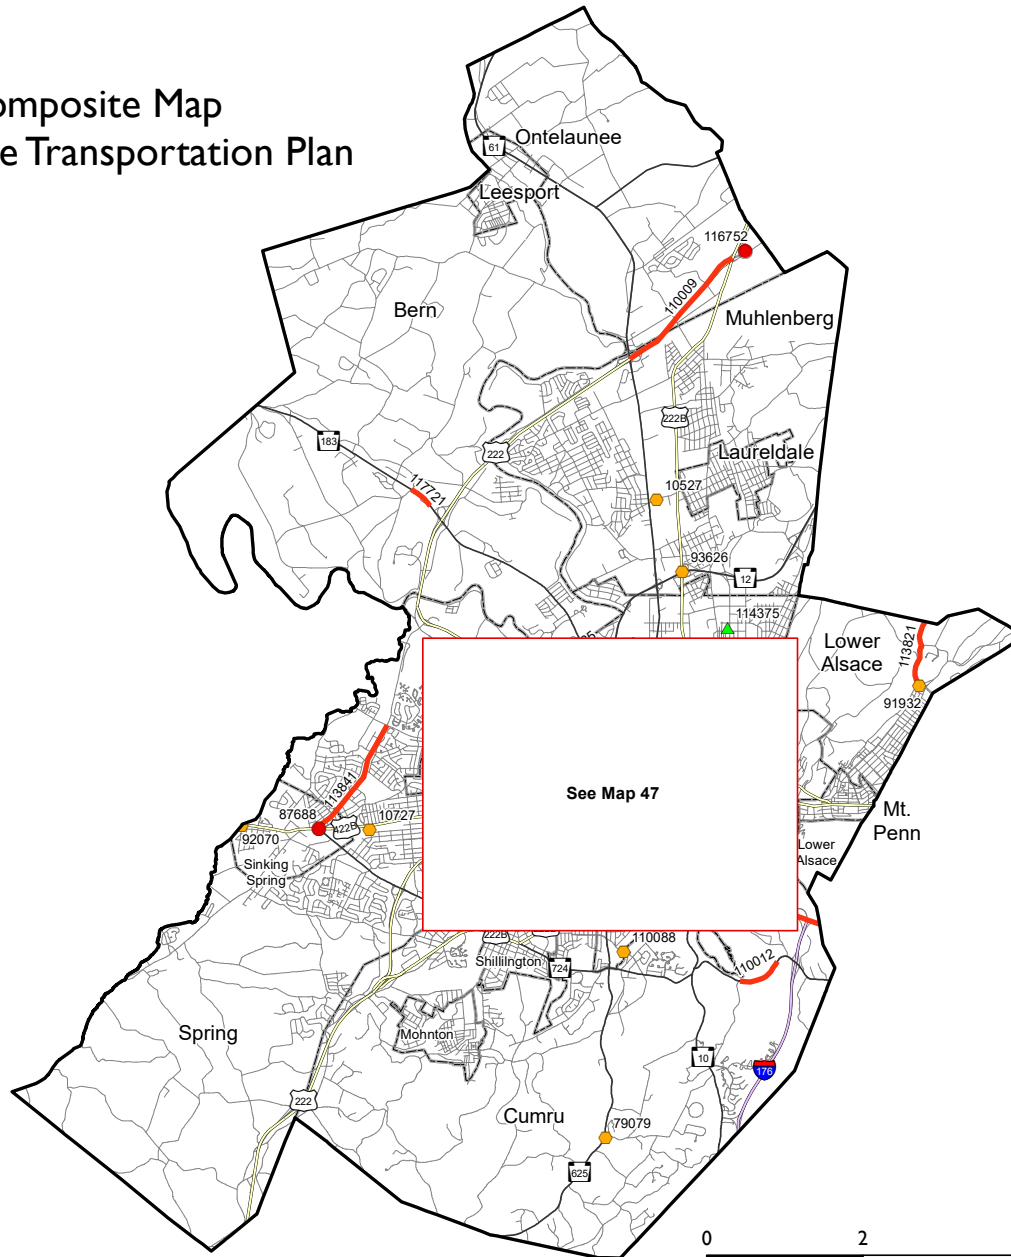 omposite Map
e Transportation Plan
Ontelaunee
61
Leesport
116752
110009
Bern
Muhlenberg
222B
183
222
Laureldale
117721
10527
93626
12
114375
Lower
Alsace
113821
91932
113841
See Map 47
87688
422B
10727
92070
Mt.
Penn
Sinking
Spring
Lower
Alsace
222B
110088
Shillington
724
110012
Spring
Mohnton
10
176
222
Cumru
79079
625
0
2